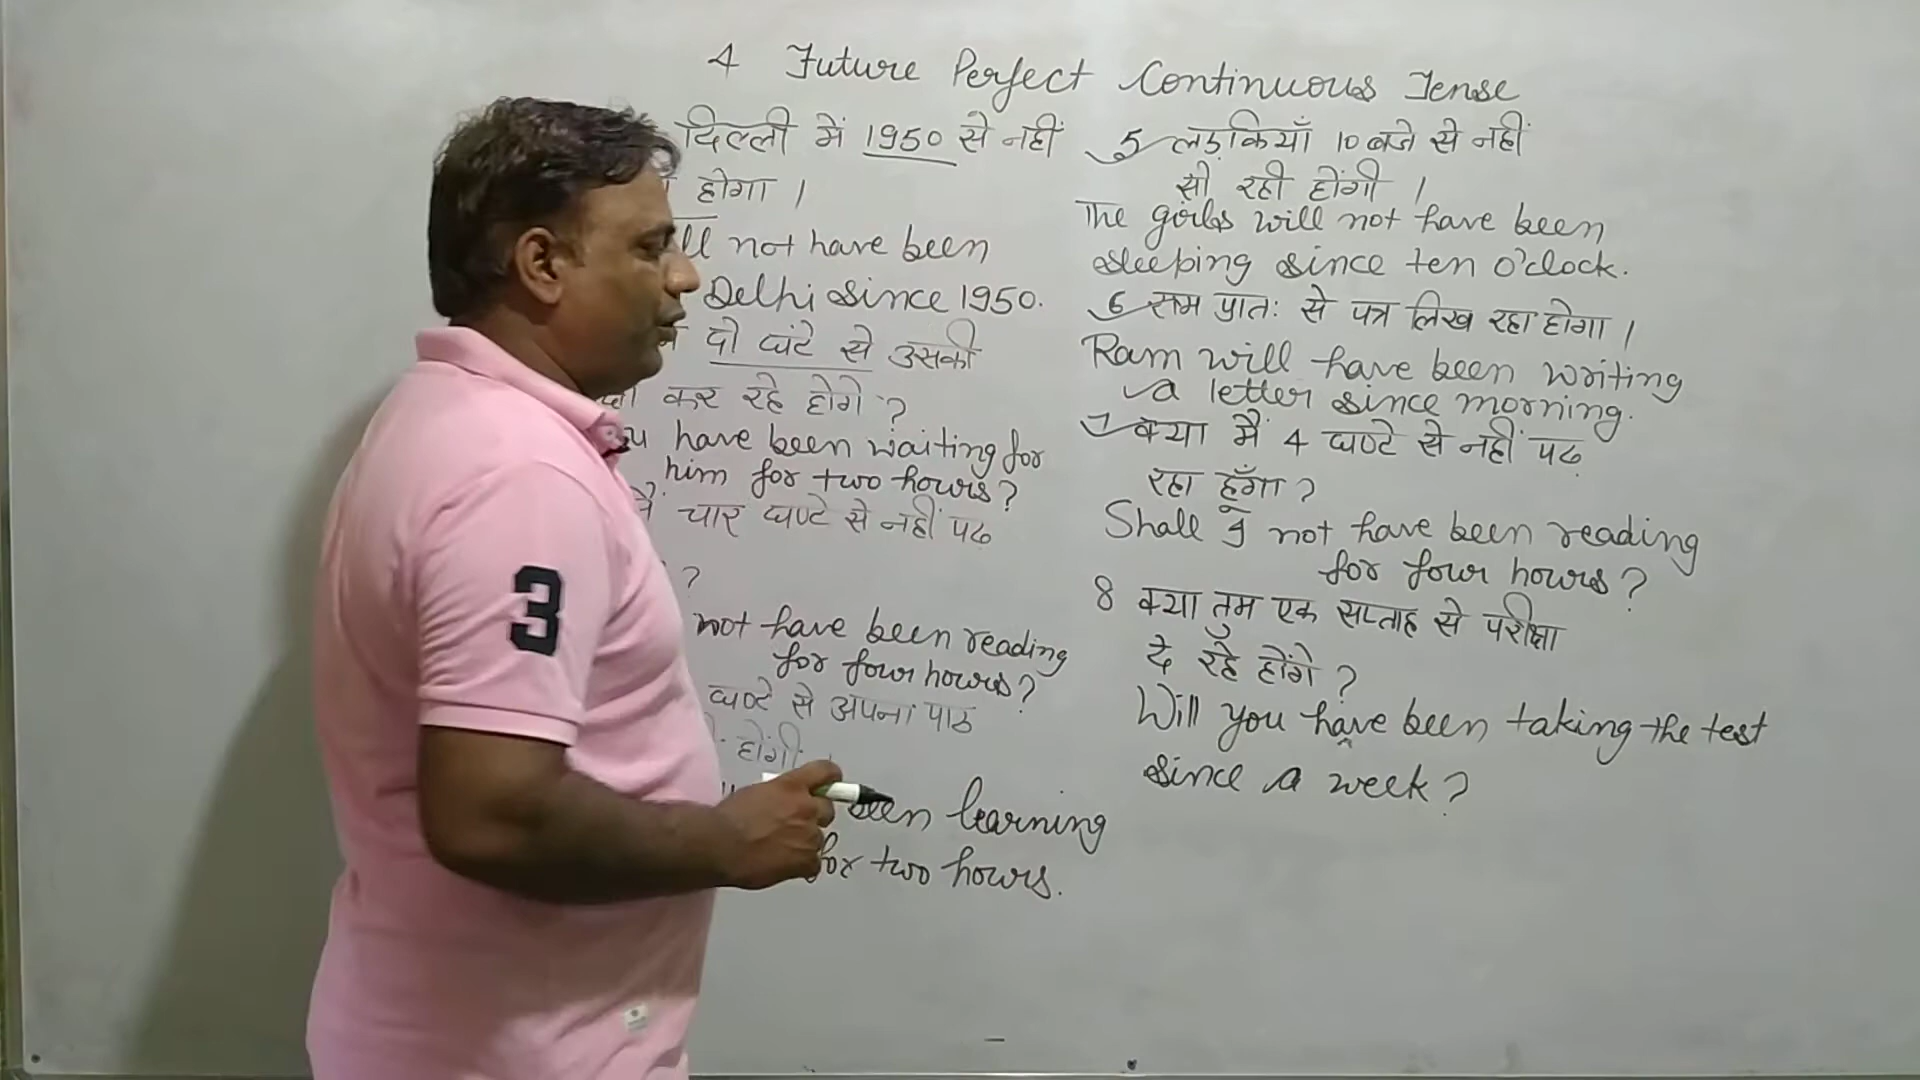 4 Future Perfect Continuous Tense
दिल्ली में 1950 से नहीं
होगा ।
ll not have been
Delhi since 1950.
दो घंटे से उसकी
कर रहे होगे ?
have been waiting for
him for two hours?
चार घण्टे से नहीं पढ़
?
not have been reading
for four hours?
घण्टे से अपना पाठ
होंगी
been learning
for two hours.
5 लड़कियाँ 10 बजे से नहीं
सो रही होंगी ।
The girls will not have been
sleeping since ten o'clock.
6 राम प्रातः से पत्र लिख रहा होगा ।
Ram will have been writing
a letter since morning.
7 क्या मैं 4 घण्टे से नहीं पढ़
रहा हूँगा ?
Shall I not have been reading
for four hours?
8 क्या तुम एक सप्ताह से परीक्षा
दे रहे होंगे ?
Will you have been taking the test
since a week?
3